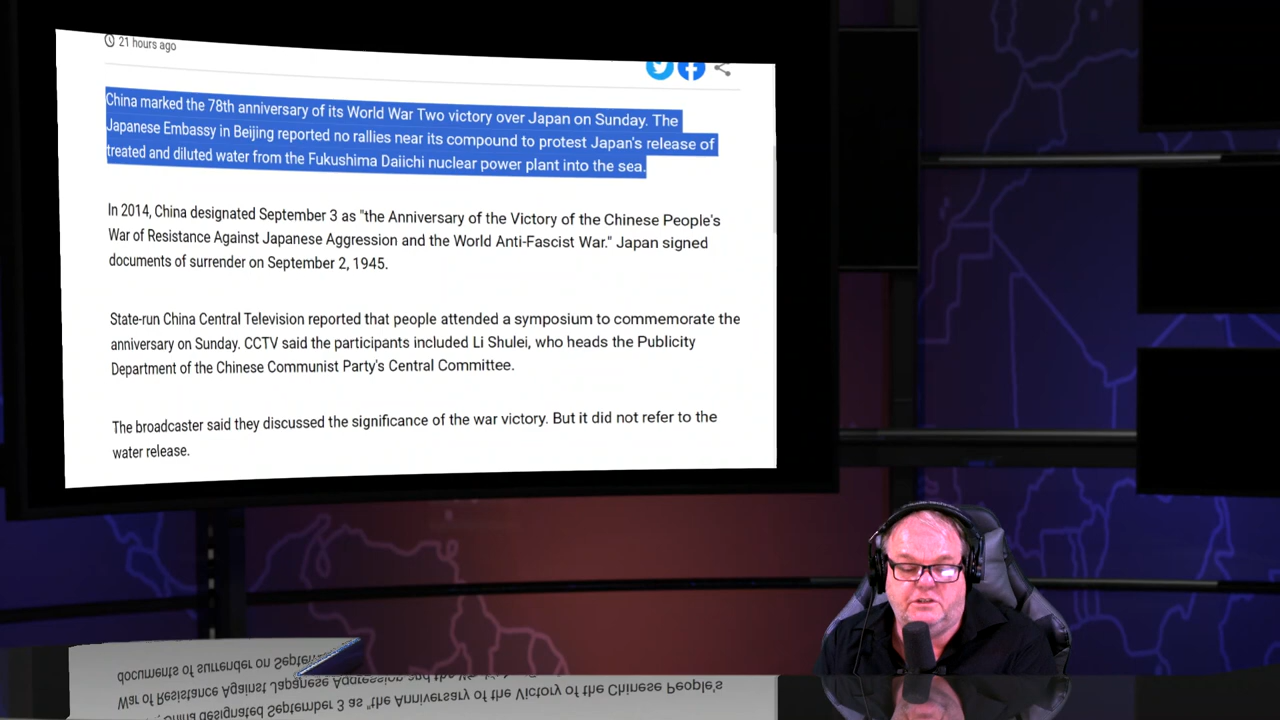 21 hours ago
China marked the 78th anniversary of its World War Two victory over Japan on Sunday. The
Japanese Embassy in Beijing reported no rallies near its compound to protest Japan's release of
treated and diluted water from the Fukushima Daiichi nuclear power plant into the sea.
In 2014, China designated September 3 as "the Anniversary of the Victory of the Chinese People's
War of Resistance Against Japanese Aggression and the World Anti-Fascist War." Japan signed
documents of surrender on September 2, 1945.
State-run China Central Television reported that people attended a symposium to commemorate the
anniversary on Sunday. CCTV said the participants included Li Shulei, who heads the Publicity
Department of the Chinese Communist Party's Central Committee.
The broadcaster said they discussed the significance of the war victory. But it did not refer to the
water release.